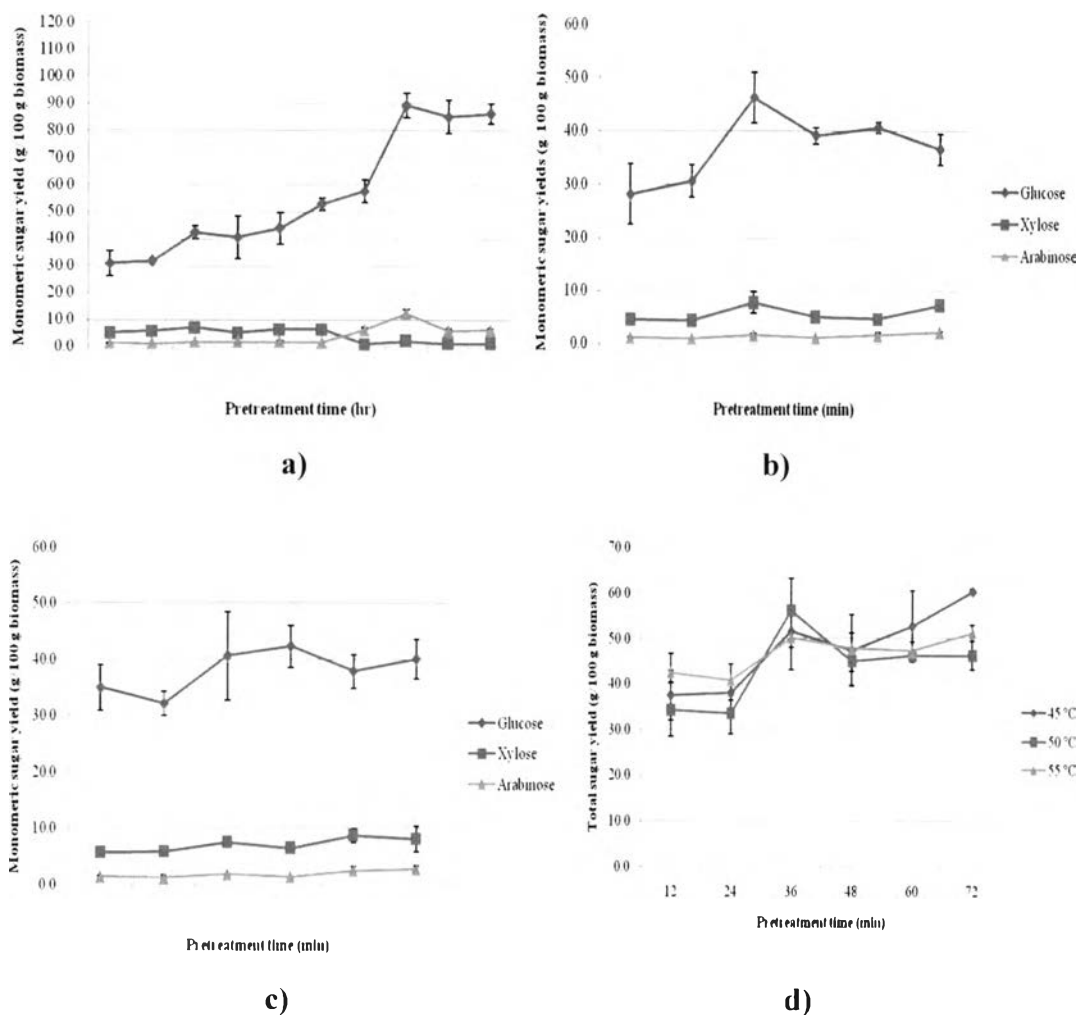 Monomeric sugar yield (g 100 g biomass)
120.0
110.0
100.0
90.0
80.0
70.0
60.0
50.0
40.0
30.0
20.0
10.0
0.0
Pretreatment time (hr)
a)
Monomeric sugar yields (g 100 g biomass)
60.0
50.0
40.0
30.0
20.0
10.0
0.0
Glucose
Xylose
Arabinose
Pretreatment time (min)
b)
Monomeric sugar yield (g/100 g biomass)
60.0
50.0
40.0
30.0
20.0
10.0
0.0
Glucose
Xylose
Arabinose
Pretreatment time (min)
c)
Total sugar yield (g/100 g biomass)
70.0
60.0
50.0
40.0
30.0
20.0
10.0
0.0
12 24 36 48 60 72
45 °C
50 °C
55 °C
Pretreatment time (min)
d)